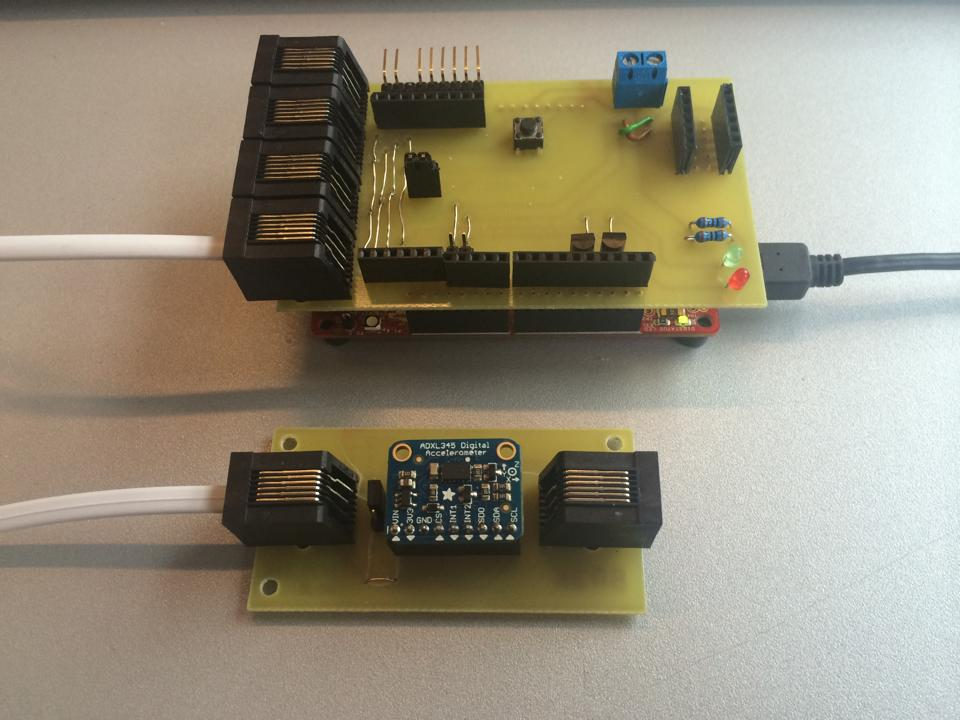 ADXL345 Digital
Accelerometer
VIN
3V3
GND
CS
INT1
INT2
SDO
SDA
SCL